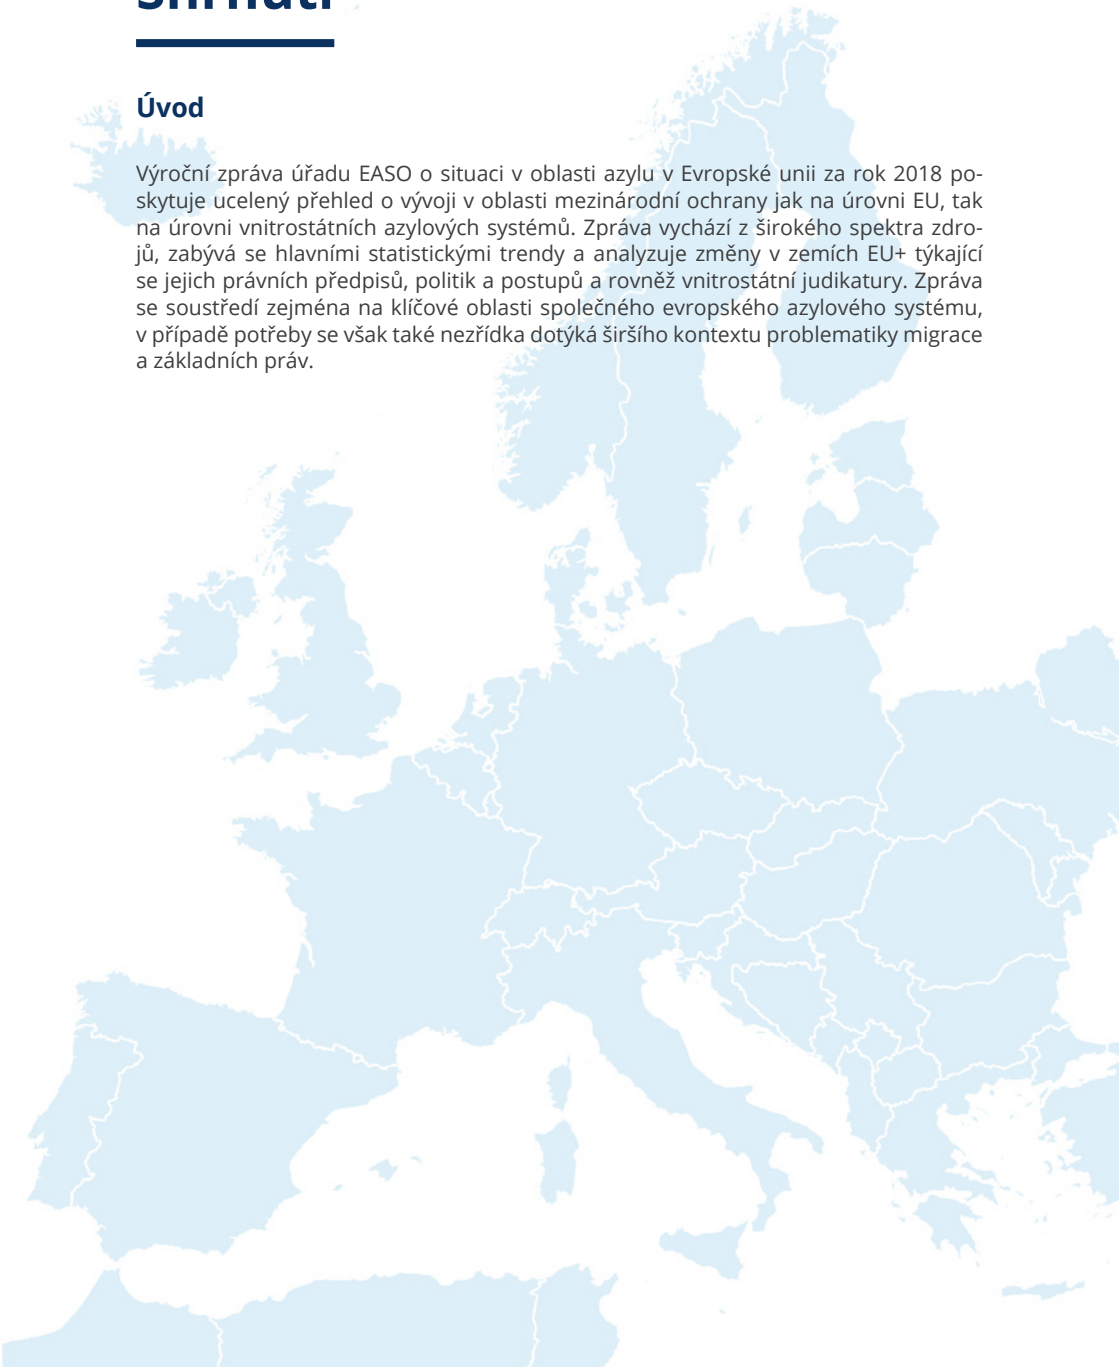 Shrnutí
Úvod
Výroční zpráva úřadu EASO o situaci v oblasti azylu v Evropské unii za rok 2018 po-
skytuje ucelený přehled o vývoji v oblasti mezinárodní ochrany jak na úrovni EU, tak
na úrovni vnitrostátních azylových systémů. Zpráva vychází z širokého spektra zdro-
jů, zabývá se hlavními statistickými trendy a analyzuje změny v zemích EU+ týkající
se jejich právních předpisů, politik a postupů a rovněž vnitrostátní judikatury. Zpráva
se soustředí zejména na klíčové oblasti společného evropského azylového systému,
v případě potřeby se však také nezřídka dotýká širšího kontextu problematiky migrace
a základních práv.